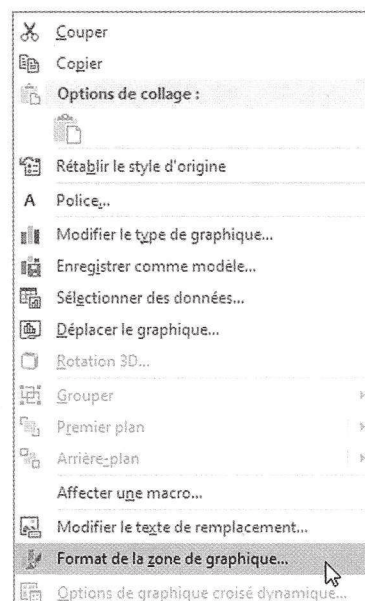 Couper
Copier
Options de collage :
Rétablir le style d'origine
A Police...
Modifier le type de graphique...
Enregistrer comme modèle...
Sélectionner des données...
Déplacer le graphique...
Rotation 3D...
Grouper
Premier plan
Arrière-plan
Affecter une macro...
Modifier le texte de remplacement...
Format de la zone de graphique...
Options de graphique croisé dynamique...